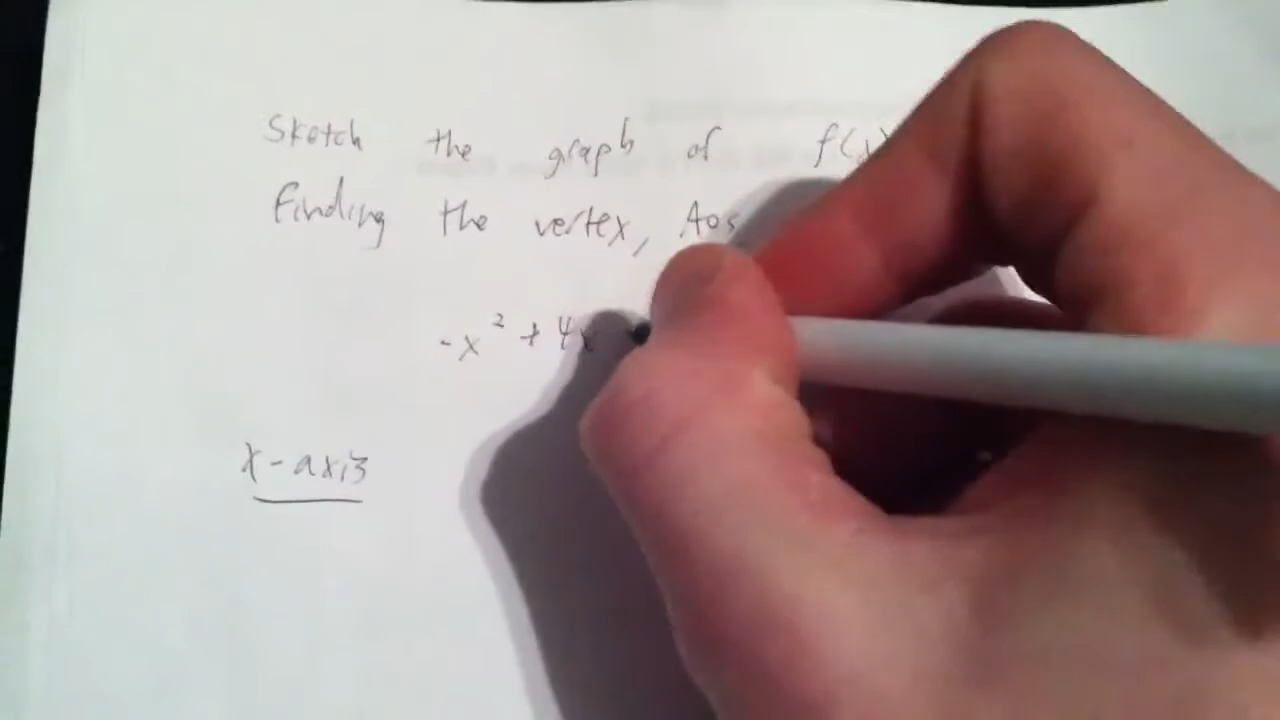 Sketch the graph of f(x)
finding the vertex, Aos
-x² + 4x
x-axis